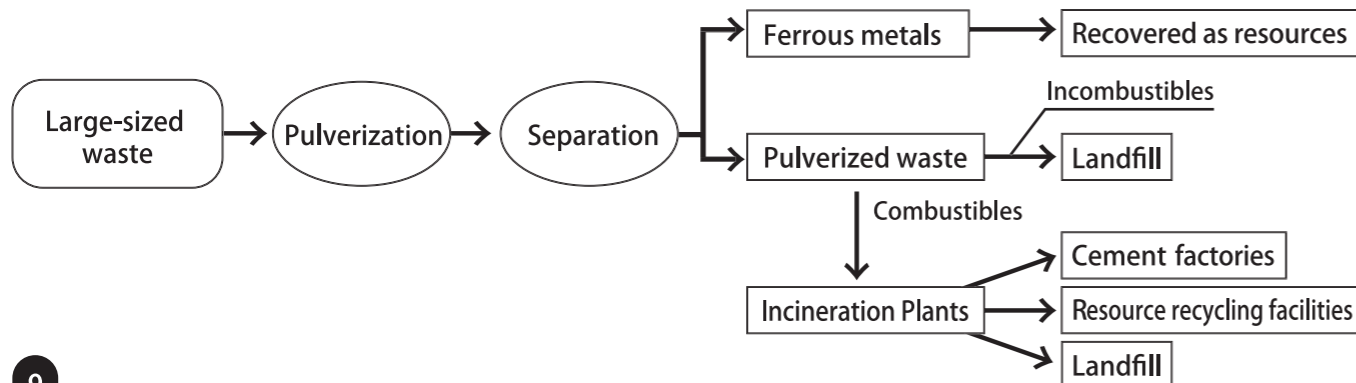 Large-sized
waste
Pulverization
Separation
Ferrous metals
Recovered as resources
Incombustibles
Pulverized waste
Landfill
Combustibles
Incineration Plants
Cement factories
Resource recycling facilities
Landfill